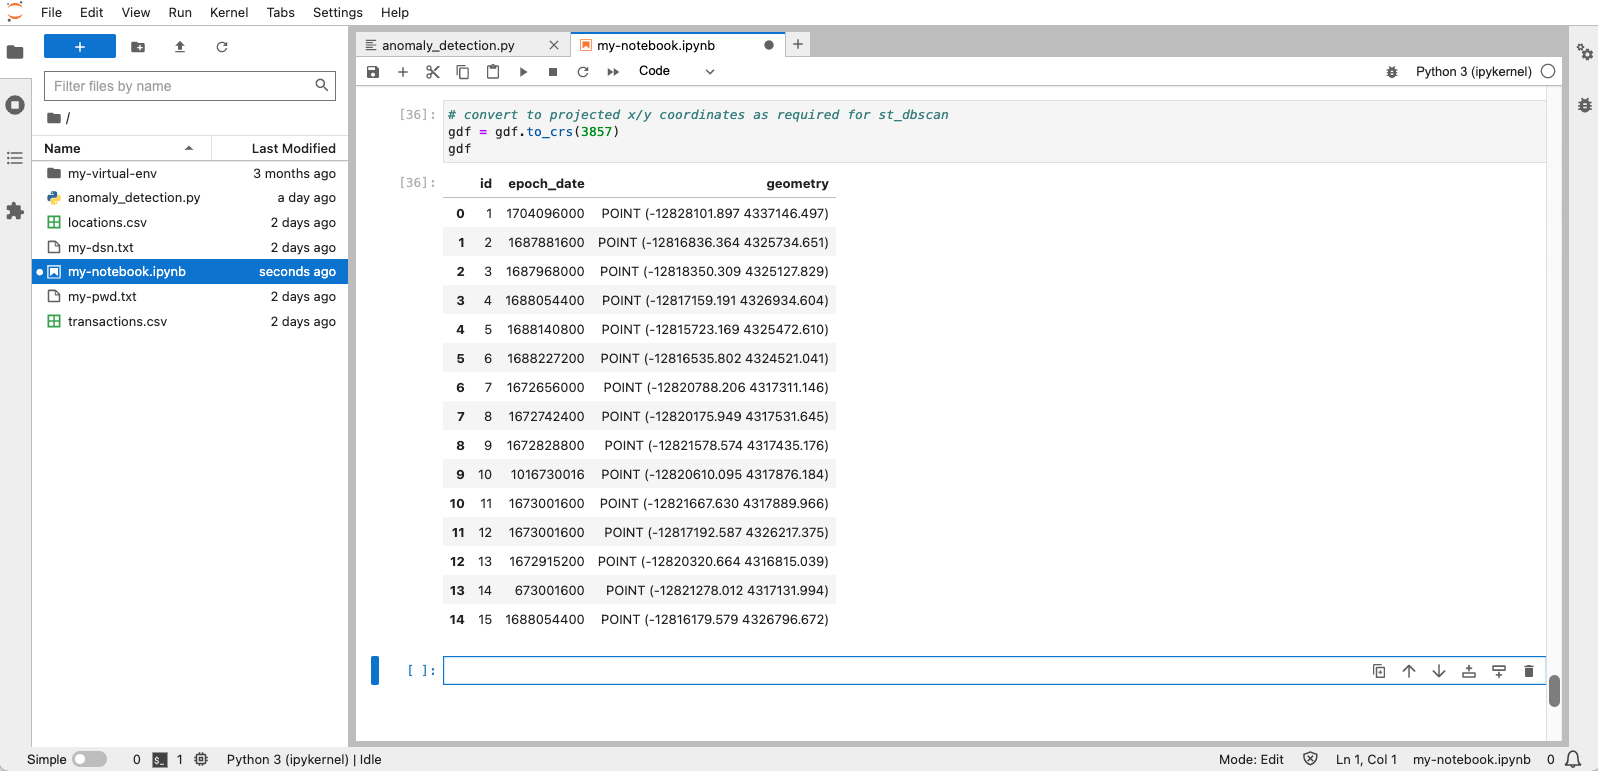 File Edit View Run Kernel Tabs Settings Help
+
Filter files by name
/
Name Last Modified
my-virtual-env 3 months ago
anomaly_detection.py a day ago
locations.csv 2 days ago
my-dsn.txt 2 days ago
my-notebook.ipynb seconds ago
my-pwd.txt 2 days ago
transactions.csv 2 days ago
anomaly_detection.py my-notebook.ipynb
Code Python 3 (ipykernel)
[36]: # convert to projected x/y coordinates as required for st_dbscan
gdf = gdf.to_crs(3857)
gdf
[36]: id epoch_date geometry
0 1 1704096000 POINT (-12828101.897 4337146.497)
1 2 1687881600 POINT (-12816836.364 4325734.651)
2 3 1687968000 POINT (-12818350.309 4325127.829)
3 4 1688054400 POINT (-12817159.191 4326934.604)
4 5 1688140800 POINT (-12815723.169 4325472.610)
5 6 1688227200 POINT (-12816535.802 4324521.041)
6 7 1672656000 POINT (-12820788.206 4317311.146)
7 8 1672742400 POINT (-12820175.949 4317531.645)
8 9 1672828800 POINT (-12821578.574 4317435.176)
9 10 1016730016 POINT (-12820610.095 4317876.184)
10 11 1673001600 POINT (-12821667.630 4317889.966)
11 12 1673001600 POINT (-12817192.587 4326217.375)
12 13 1672915200 POINT (-12820320.664 4316815.039)
13 14 673001600 POINT (-12821278.012 4317131.994)
14 15 1688054400 POINT (-12816179.579 4326796.672)
[ ]:
Simple 0 $_ 1 Python 3 (ipykernel) | Idle Mode: Edit Ln 1, Col 1 my-notebook.ipynb 0